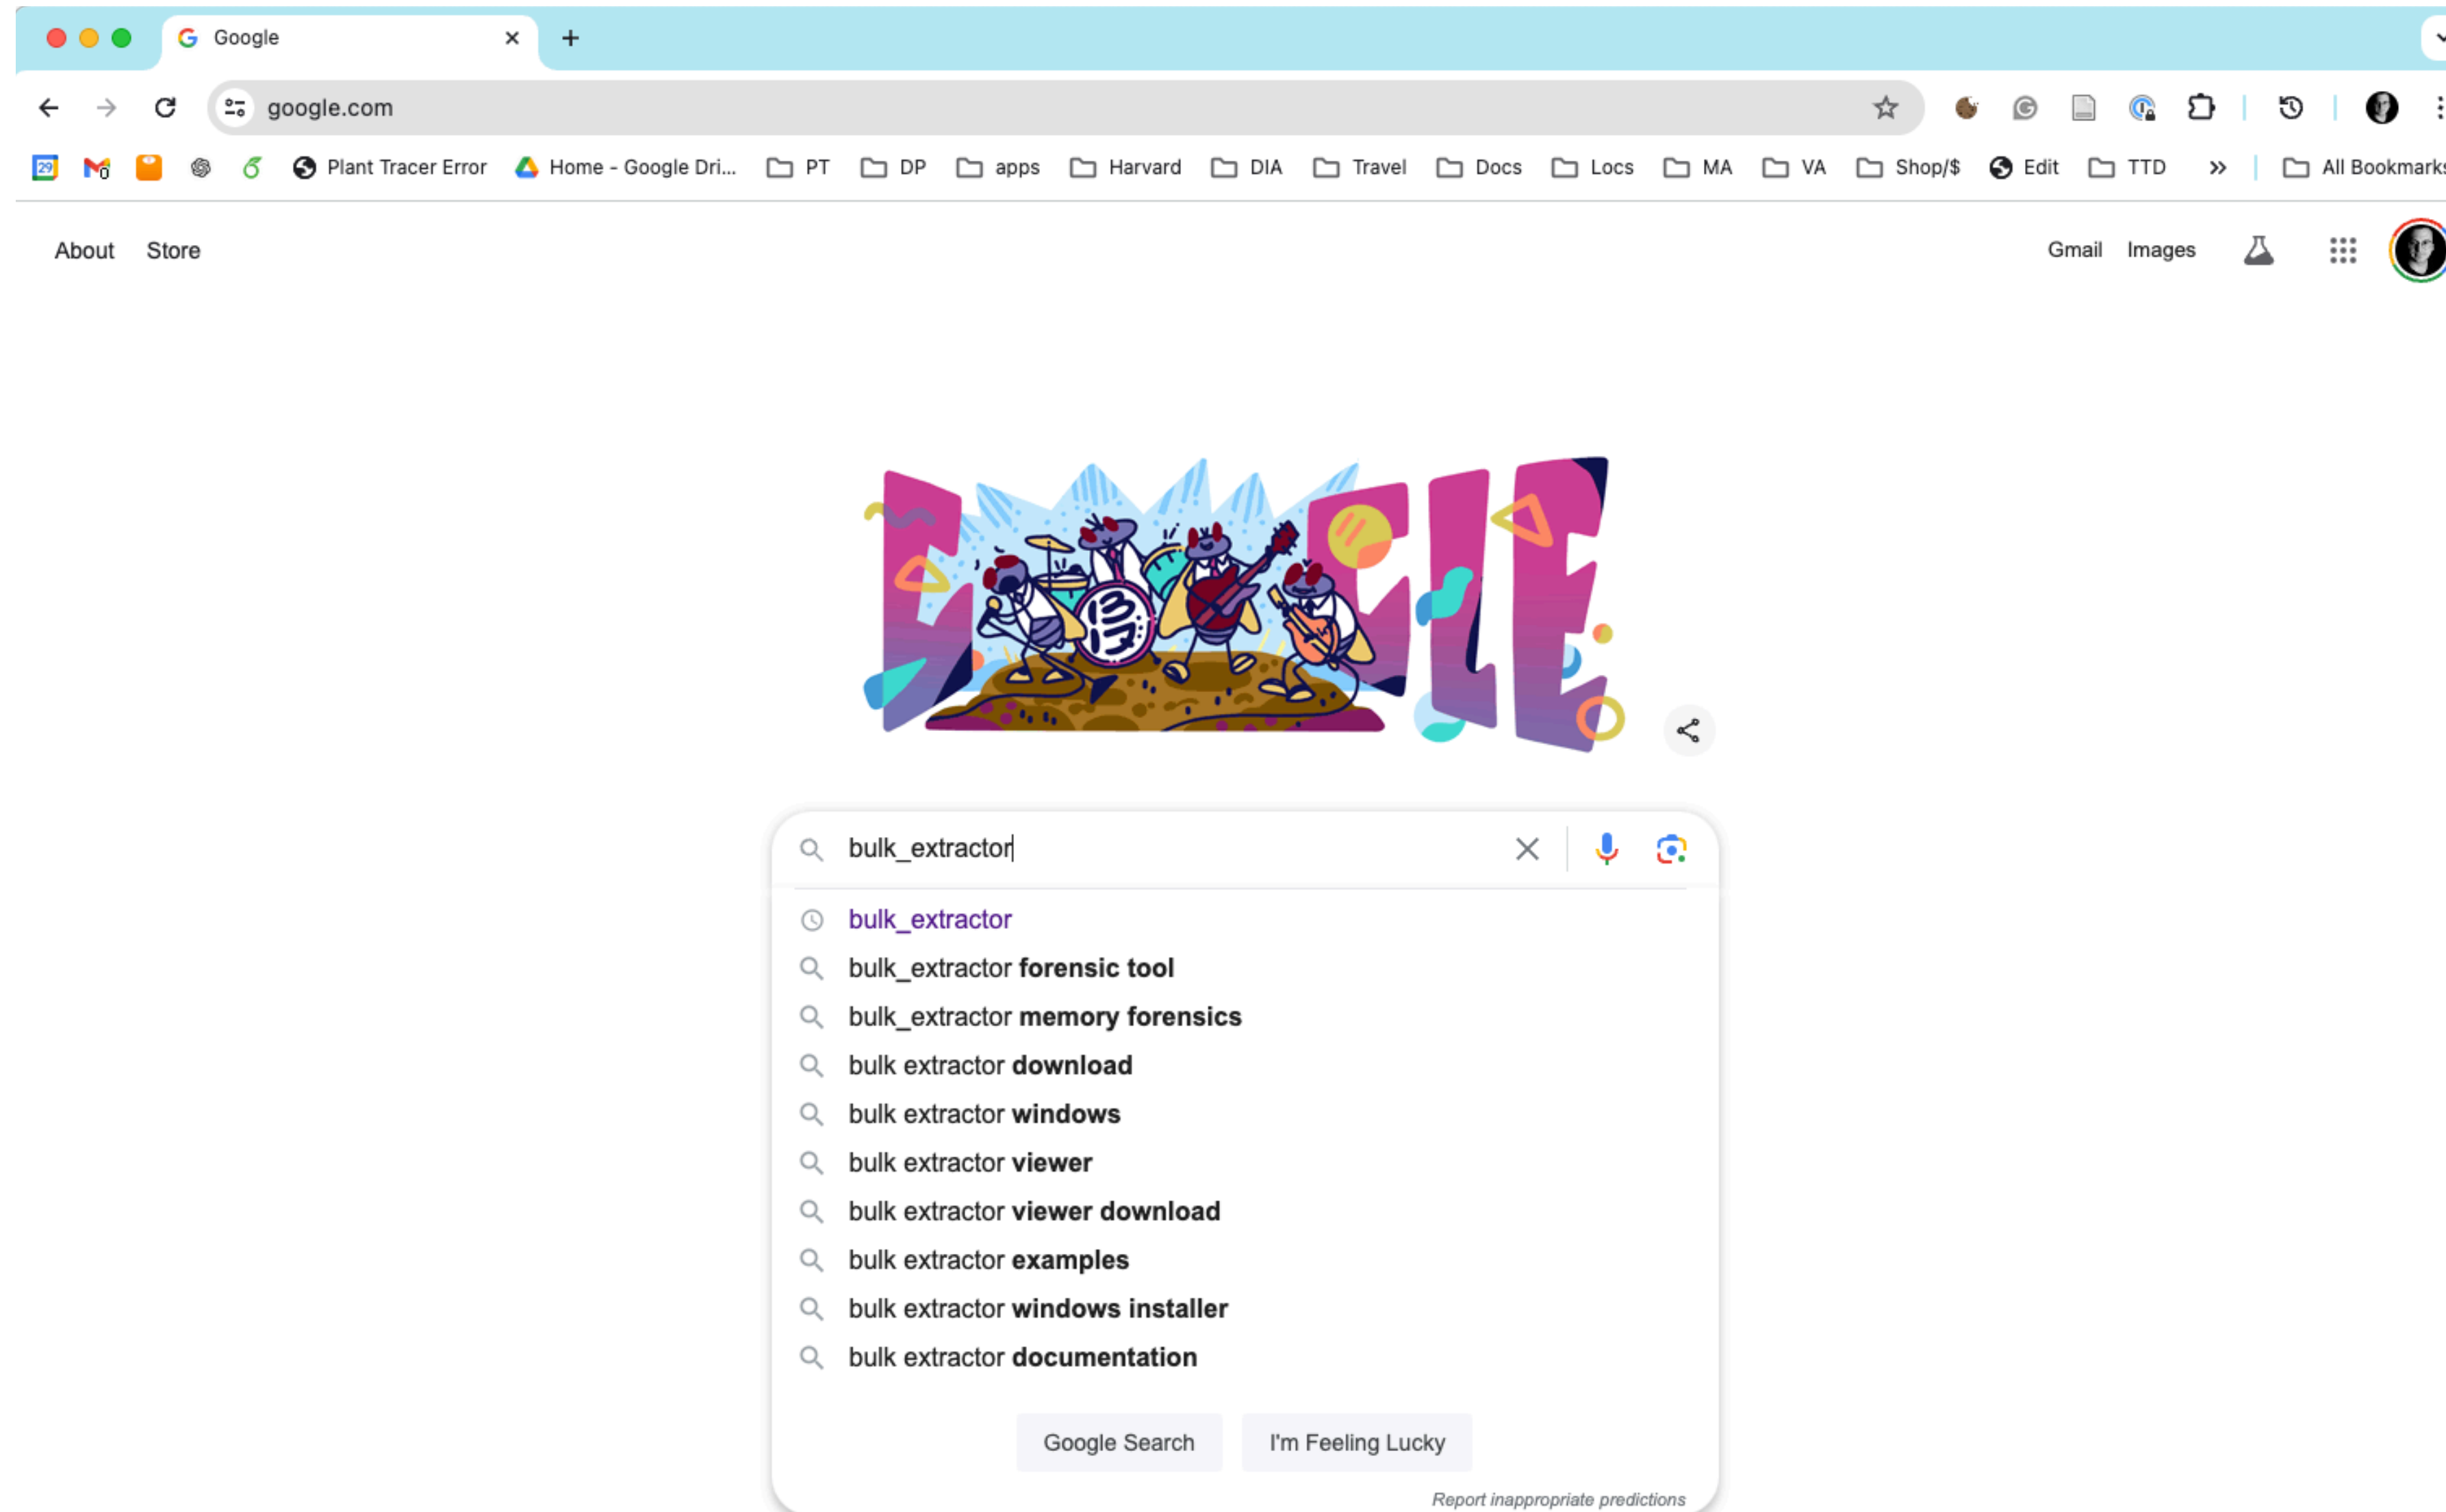 Google
google.com
29 Plant Tracer Error Home - Google Dri... PT DP apps Harvard DIA Travel Docs Locs MA VA Shop/$ Edit TTD » All Bookmarks
About Store Gmail Images
bulk_extractor
bulk_extractor
bulk_extractor forensic tool
bulk_extractor memory forensics
bulk extractor download
bulk extractor windows
bulk extractor viewer
bulk extractor viewer download
bulk extractor examples
bulk extractor windows installer
bulk extractor documentation
Google Search I'm Feeling Lucky
Report inappropriate predictions